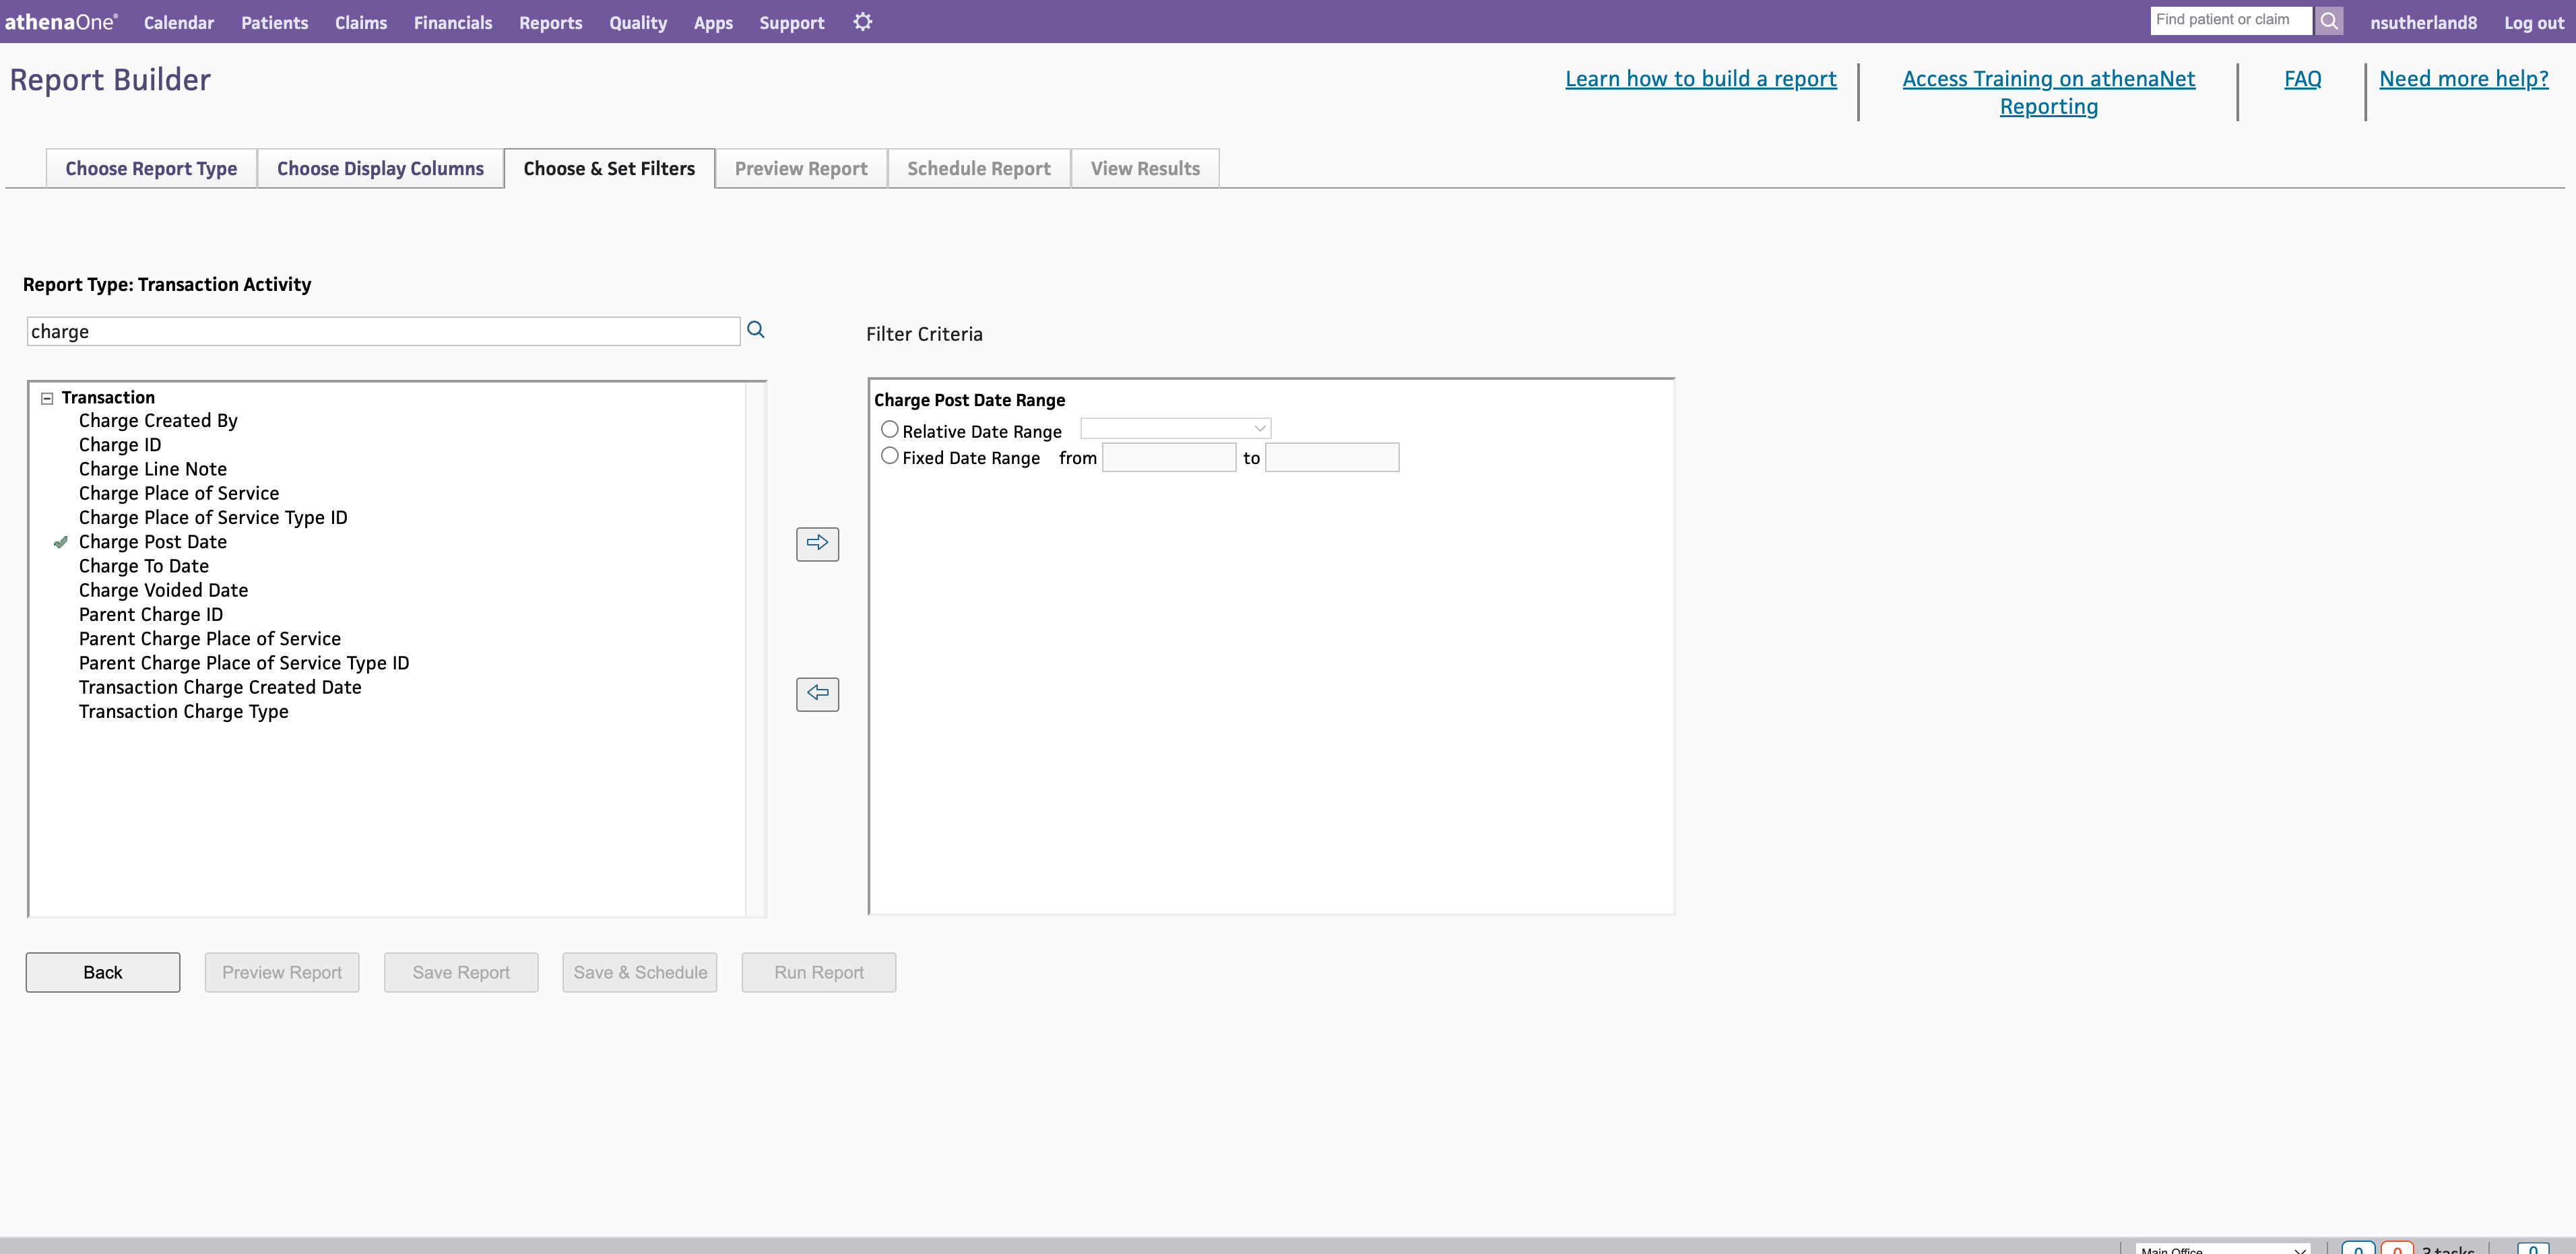 athenaOne® Calendar Patients Claims Financials Reports Quality Apps Support Find patient or claim nsutherland8 Log out
Report Builder
Learn how to build a report
Access Training on athenaNet
Reporting
FAQ
Need more help?
Choose Report Type
Choose Display Columns
Choose & Set Filters
Preview Report
Schedule Report
View Results
Report Type: Transaction Activity
charge
Filter Criteria
Transaction
Charge Created By
Charge ID
Charge Line Note
Charge Place of Service
Charge Place of Service Type ID
Charge Post Date
Charge To Date
Charge Voided Date
Parent Charge ID
Parent Charge Place of Service
Parent Charge Place of Service Type ID
Transaction Charge Created Date
Transaction Charge Type
Charge Post Date Range
Relative Date Range
Fixed Date Range from to
Back
Preview Report
Save Report
Save & Schedule
Run Report
Main Office 0 0 3 tasks 0